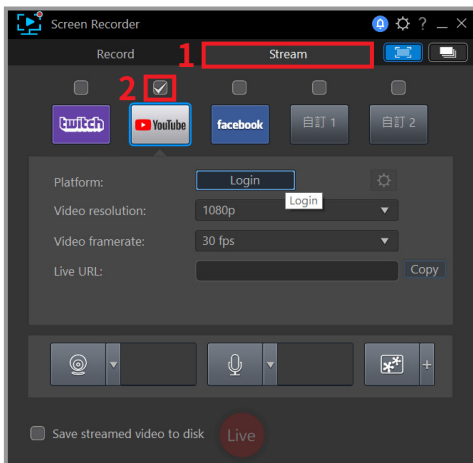 Screen Recorder
?
Record
1
Stream
2
twitch
YouTube
facebook
自訂 1
自訂 2
Platform:
Login
Login
Video resolution:
1080p
Video framerate:
30 fps
Live URL:
Copy
+
Save streamed video to disk
Live